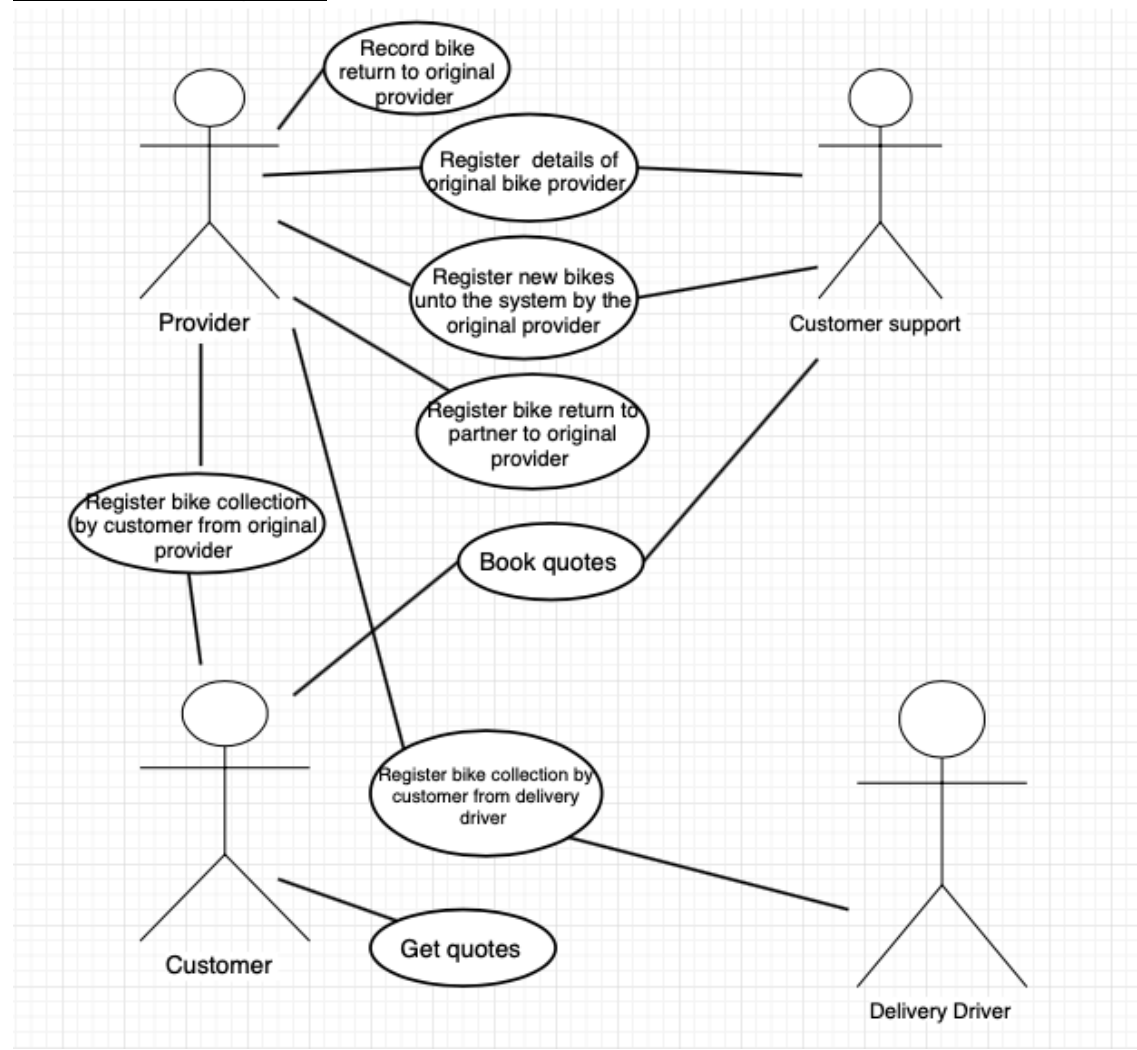 Record bike
return to original
provider
Register details of
original bike provider
Register new bikes
unto the system by the
original provider
Provider
Customer support
Register bike return to
partner to original
provider
Register bike collection
by customer from original
provider
Book quotes
Register bike collection by
customer from delivery
driver
Get quotes
Customer
Delivery Driver